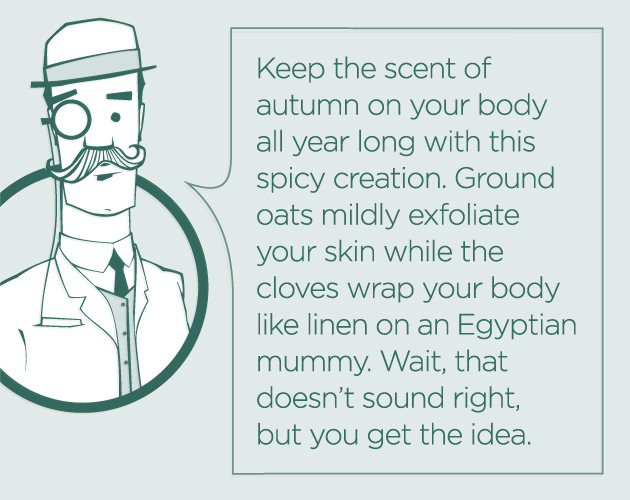 Keep the scent of
autumn on your body
all year long with this
spicy creation. Ground
oats mildly exfoliate
your skin while the
cloves wrap your body
like linen on an Egyptian
mummy. Wait, that
doesn’t sound right,
but you get the idea.